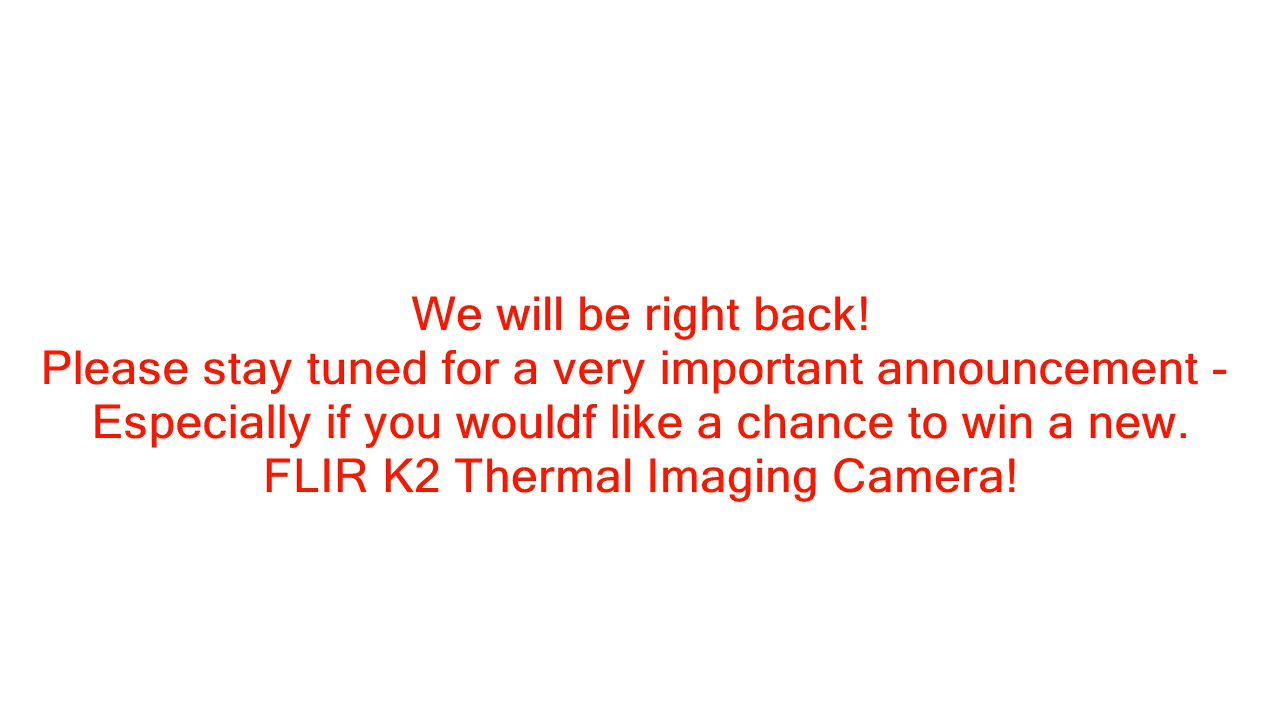 We will be right back!
Please stay tuned for a very important announcement -
Especially if you wouldf like a chance to win a new.
FLIR K2 Thermal Imaging Camera!